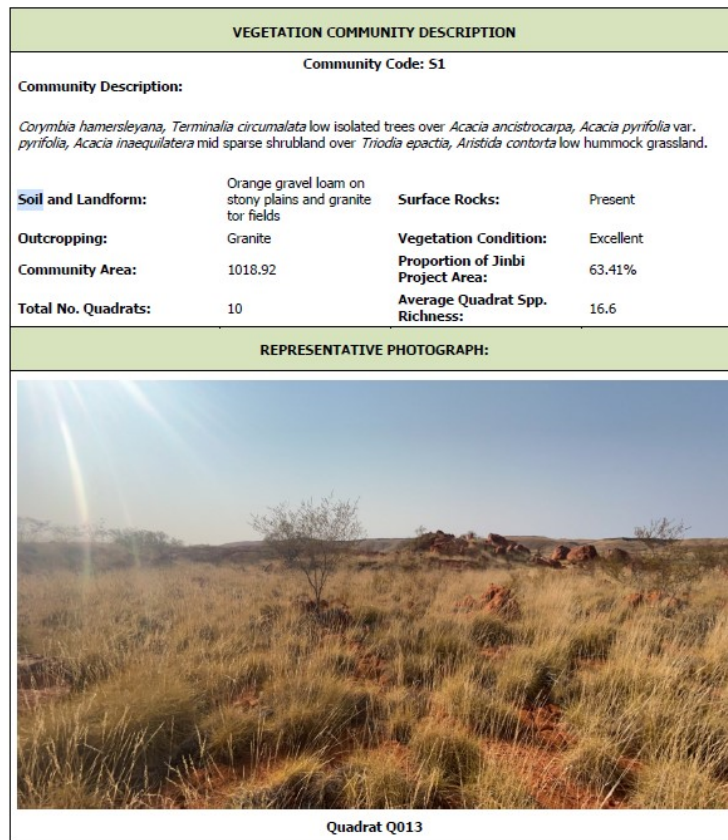 VEGETATION COMMUNITY DESCRIPTION
Community Code: S1
Community Description:
Corymbia hamersleyana, Terminalia circumalata low isolated trees over Acacia ancistrocarpa, Acacia pyrifolia var.
pyrifolia, Acacia inaequilatera mid sparse shrubland over Triodia epactia, Aristida contorta low hummock grassland.
Soil and Landform:
Orange gravel loam on
stony plains and granite
tor fields
Surface Rocks:
Present
Outcropping:
Granite
Vegetation Condition:
Excellent
Community Area:
1018.92
Proportion of Jinbi
Project Area:
63.41%
Total No. Quadrats:
10
Average Quadrat Spp.
Richness:
16.6
REPRESENTATIVE PHOTOGRAPH:
Quadrat Q013